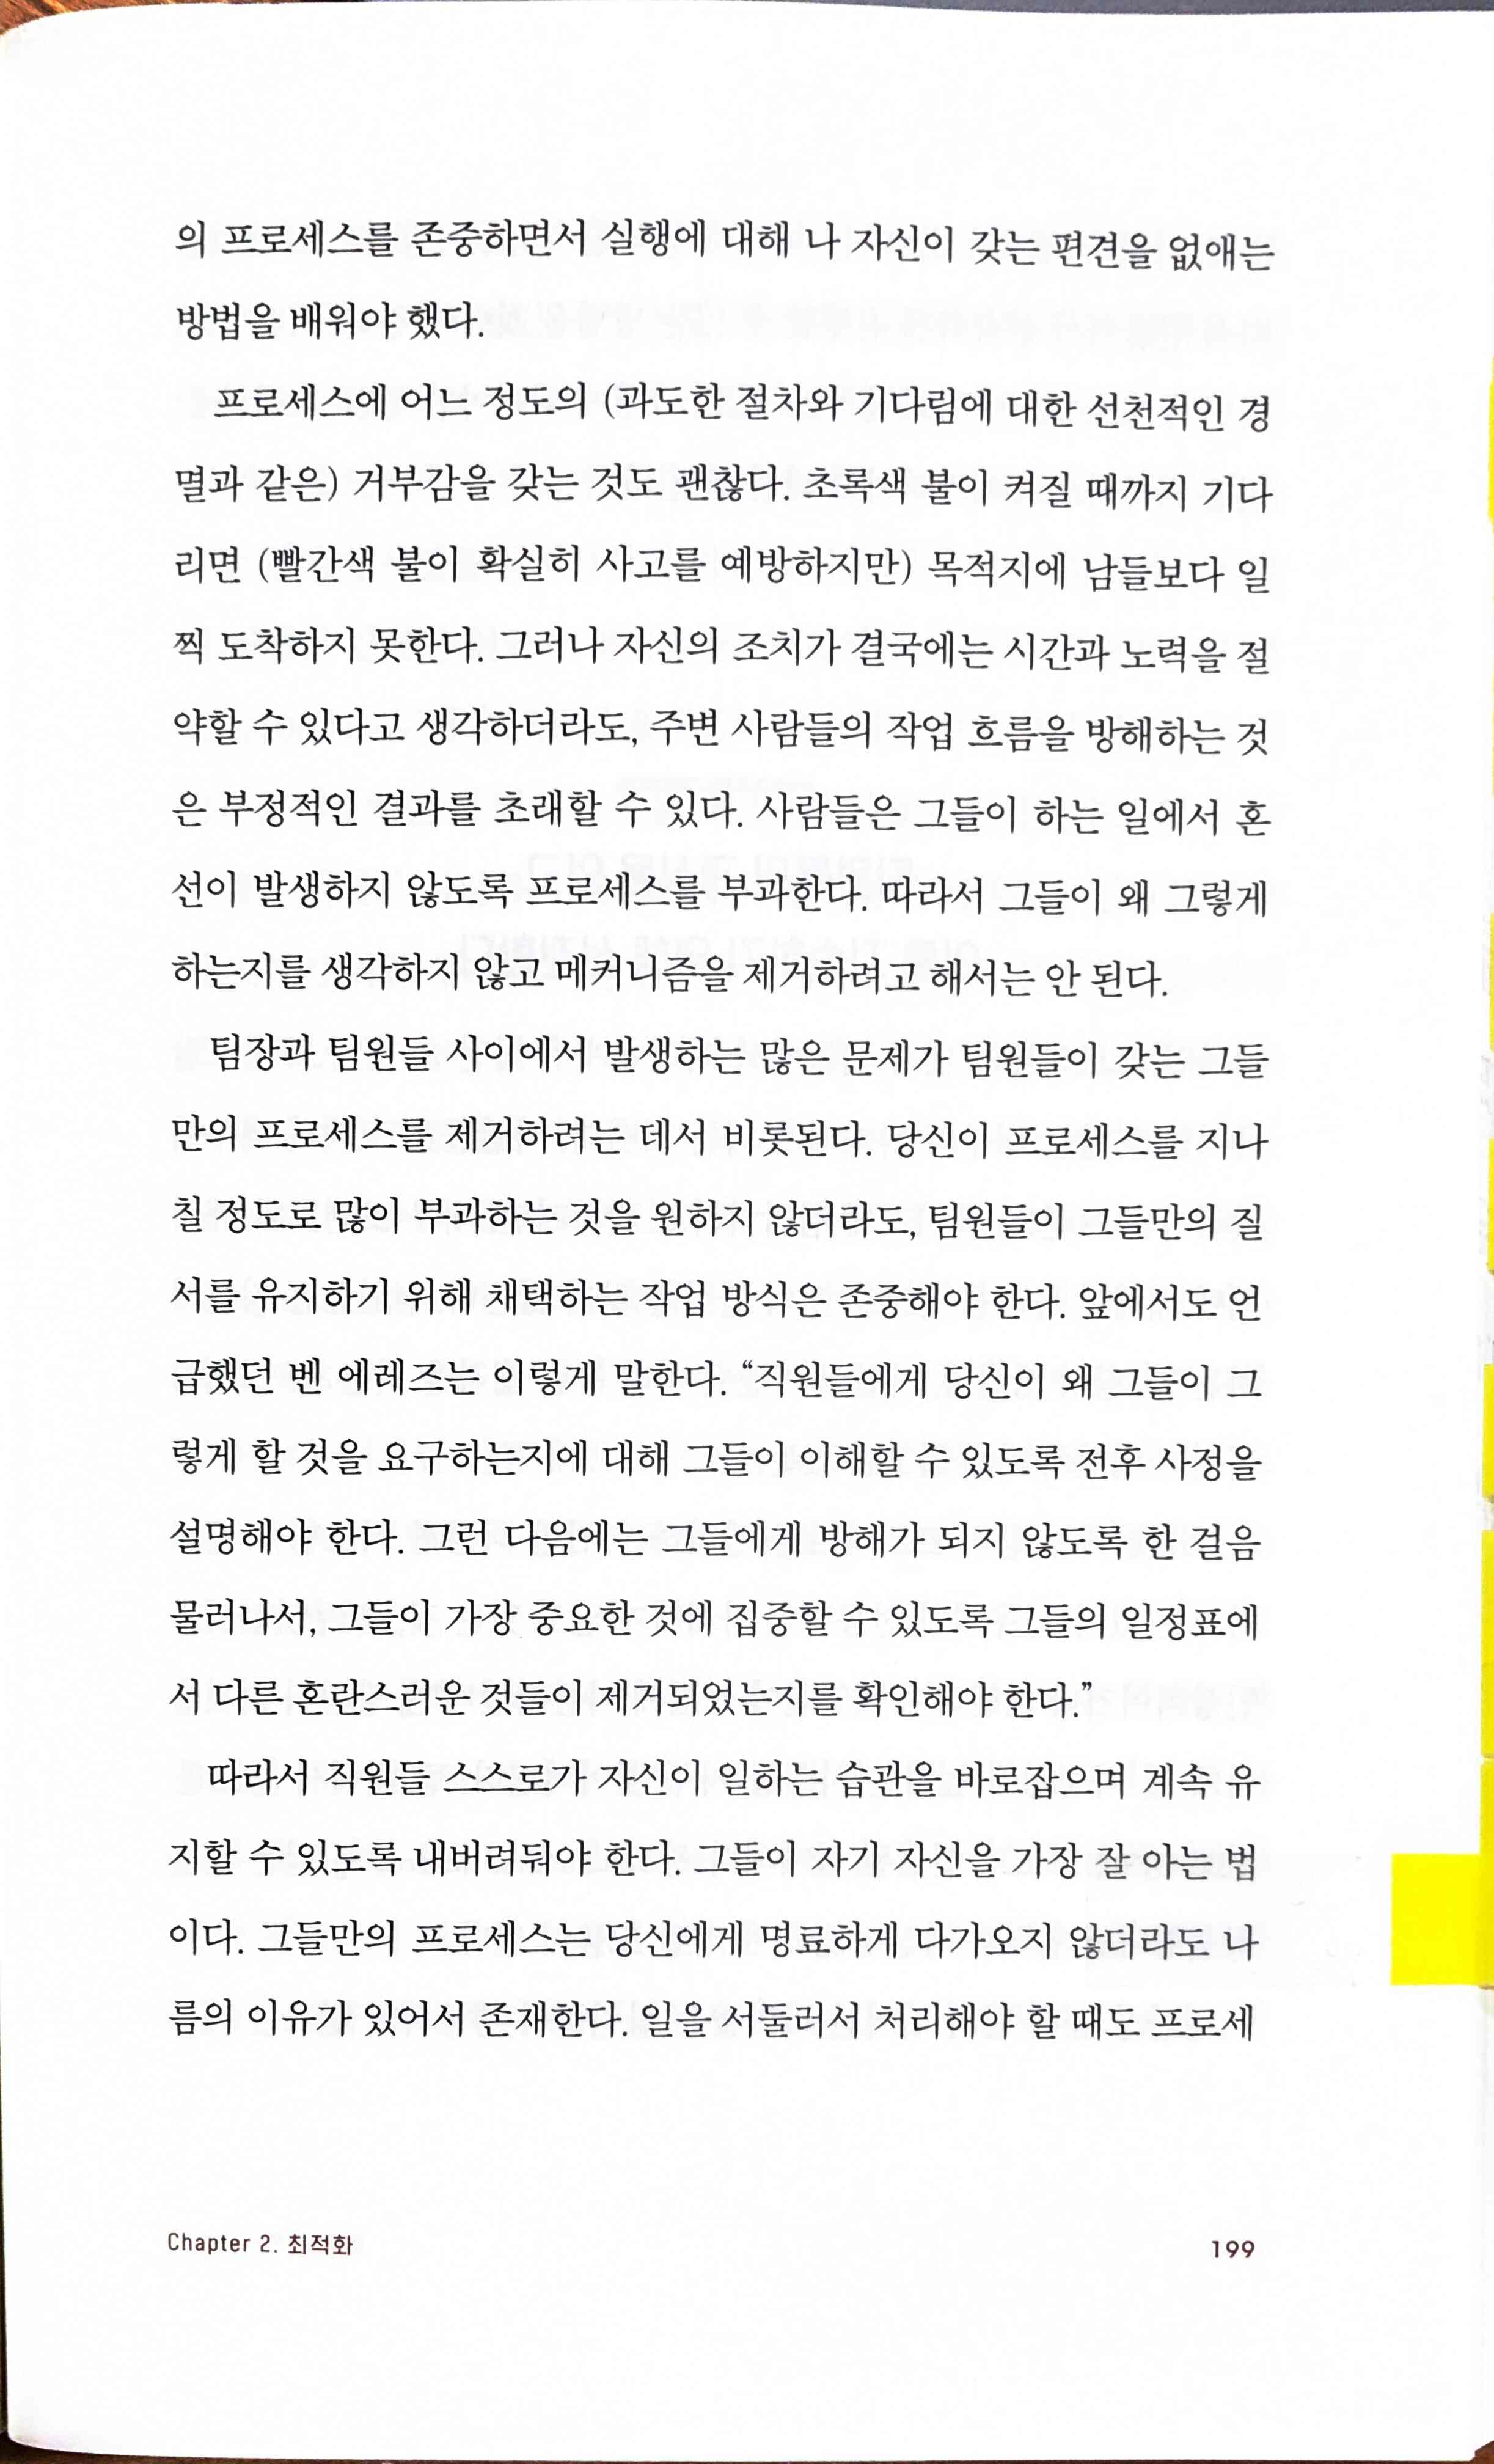 의 프로세스를 존중하면서 실행에 대해 나 자신이 갖는 편견을 없애는
방법을 배워야 했다.
프로세스에 어느 정도의 (과도한 절차와 기다림에 대한 선천적인 경
멸과 같은) 거부감을 갖는 것도 괜찮다. 초록색 불이 켜질 때까지 기다
리면 (빨간색 불이 확실히 사고를 예방하지만) 목적지에 남들보다 일
찍 도착하지 못한다. 그러나 자신의 조치가 결국에는 시간과 노력을 절
약할 수 있다고 생각하더라도, 주변 사람들의 작업 흐름을 방해하는 것
은 부정적인 결과를 초래할 수 있다. 사람들은 그들이 하는 일에서 혼
선이 발생하지 않도록 프로세스를 부과한다. 따라서 그들이 왜 그렇게
하는지를 생각하지 않고 메커니즘을 제거하려고 해서는 안 된다.
팀장과 팀원들 사이에서 발생하는 많은 문제가 팀원들이 갖는 그들
만의 프로세스를 제거하려는 데서 비롯된다. 당신이 프로세스를 지나
칠 정도로 많이 부과하는 것을 원하지 않더라도, 팀원들이 그들만의 질
서를 유지하기 위해 채택하는 작업 방식은 존중해야 한다. 앞에서도 언
급했던 벤 에레즈는 이렇게 말한다. “직원들에게 당신이 왜 그들이 그
렇게 할 것을 요구하는지에 대해 그들이 이해할 수 있도록 전후 사정을
설명해야 한다. 그런 다음에는 그들에게 방해가 되지 않도록 한 걸음
물러나서, 그들이 가장 중요한 것에 집중할 수 있도록 그들의 일정표에
서 다른 혼란스러운 것들이 제거되었는지를 확인해야 한다.”
따라서 직원들 스스로가 자신이 일하는 습관을 바로잡으며 계속 유
지할 수 있도록 내버려둬야 한다. 그들이 자기 자신을 가장 잘 아는 법
이다. 그들만의 프로세스는 당신에게 명료하게 다가오지 않더라도 나
름의 이유가 있어서 존재한다. 일을 서둘러서 처리해야 할 때도 프로세
Chapter 2. 최적화
199